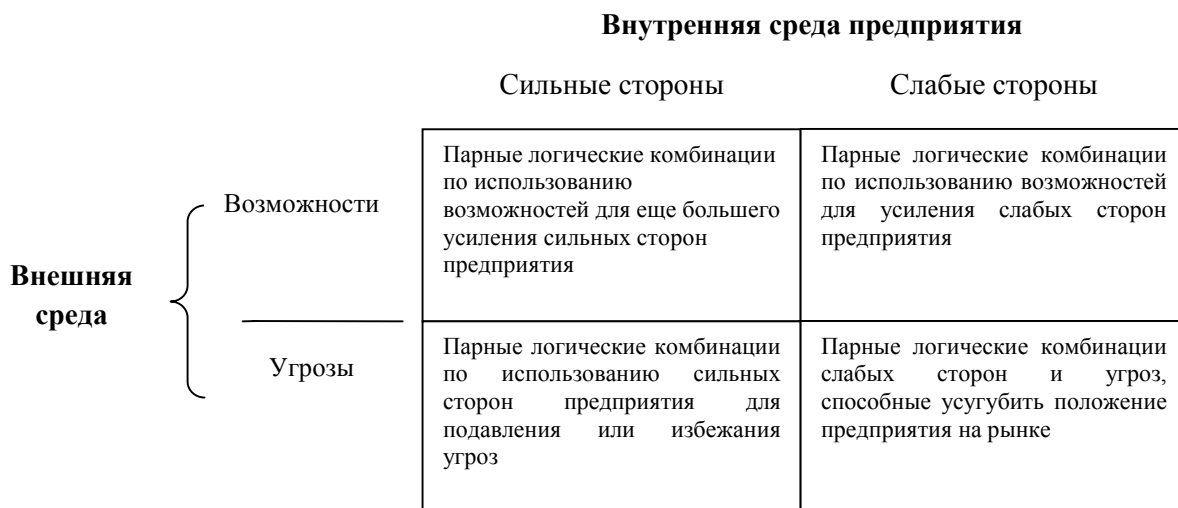 Внутренняя среда предприятия
Сильные стороны
Слабые стороны
Внешняя
среда
Возможности
Парные логические комбинации
по использованию
возможностей для еще большего
усиления сильных сторон
предприятия
Парные логические комбинации
по использованию возможностей
для усиления слабых сторон
предприятия
Угрозы
Парные логические комбинации
по использованию сильных
сторон предприятия для
подавления или избежания
угроз
Парные логические комбинации
слабых сторон и угроз,
способные усугубить положение
предприятия на рынке